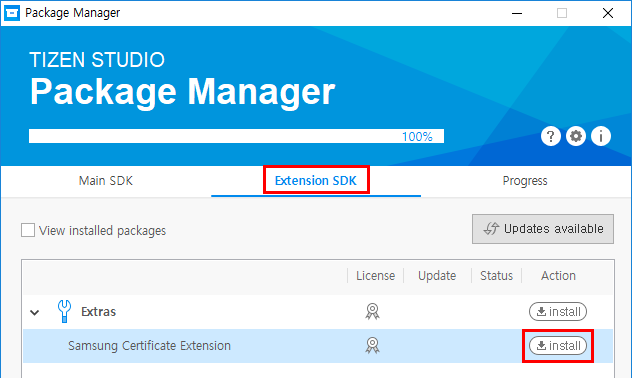 Package Manager
TIZEN STUDIO
Package Manager
100%
?
i
Main SDK
Extension SDK
Progress
View installed packages
Updates available
License Update Status Action
Extras install
Samsung Certificate Extension install